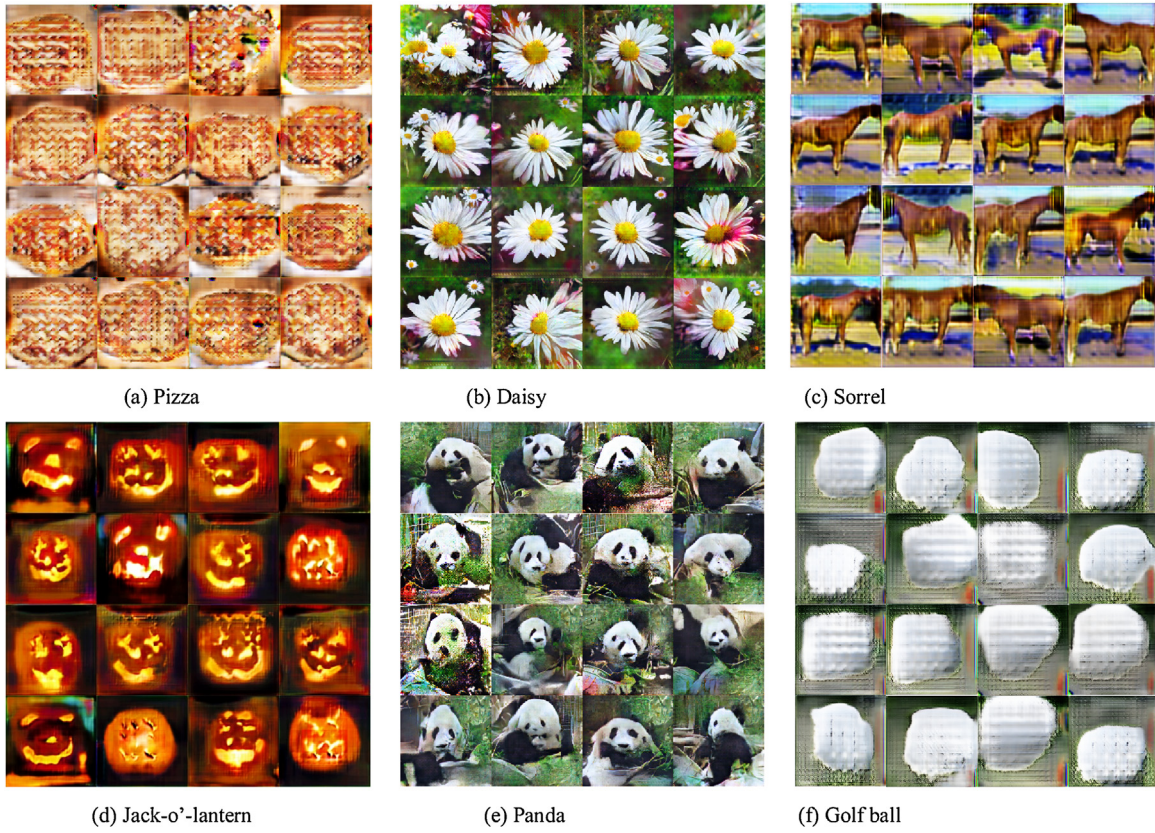 (a) Pizza
(b) Daisy
(c) Sorrel
(d) Jack-o’-lantern
(e) Panda
(f) Golf ball